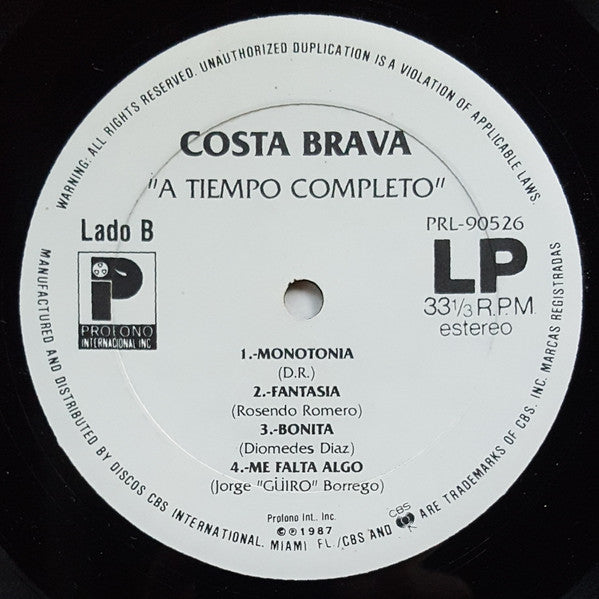 WARNING: ALL RIGHTS RESERVED. UNAUTHORIZED DUPLICATION IS A VIOLATION OF APPLICABLE LAWS.
COSTA BRAVA
"A TIEMPO COMPLETO"
Lado B
PROFONO
INTERNACIONAL INC
PRL-90526
LP
33 1/3 R.P.M.
estereo
1.-MONOTONIA
(D.R.)
2.-FANTASIA
(Rosendo Romero)
3.-BONITA
(Diomedes Diaz)
4.-ME FALTA ALGO
(Jorge "GÜIRO" Borrego)
Profono Int., Inc.
©℗1987
MANUFACTURED AND DISTRIBUTED BY DISCOS CBS INTERNATIONAL. MIAMI FL./CBS AND CBS ARE TRADEMARKS OF CBS. INC. MARCAS REGISTRADAS